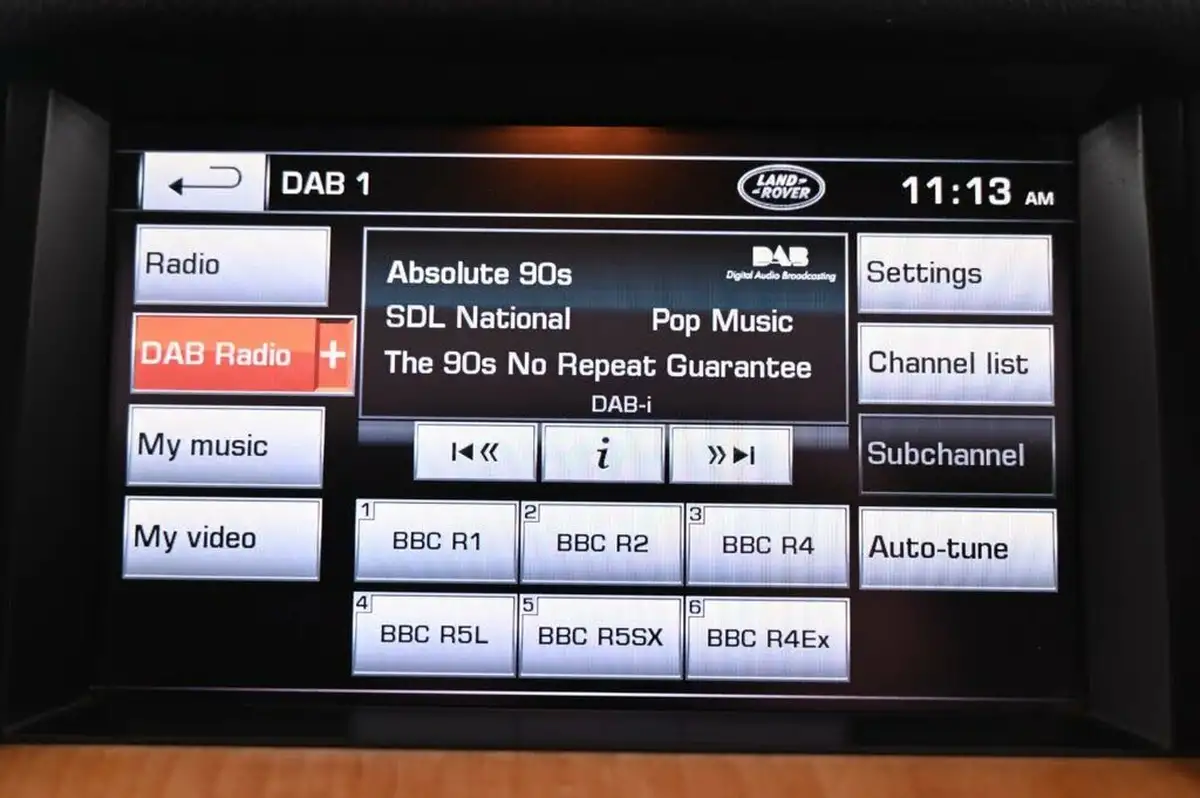 DAB 1
LAND-
-ROVER
11:13 AM
Radio
DAB Radio +
My music
My video
Absolute 90s
DAB
Digital Audio Broadcasting
SDL National Pop Music
The 90s No Repeat Guarantee
DAB-i
i
1 BBC R1
2 BBC R2
3 BBC R4
4 BBC R5L
5 BBC R5SX
6 BBC R4Ex
Settings
Channel list
Subchannel
Auto-tune